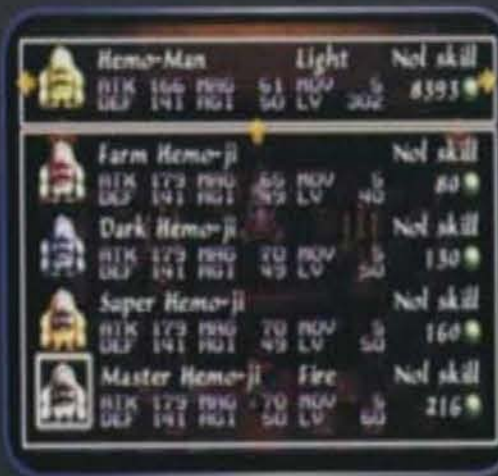 Hemo-Man Light Nol skill
ATK 166 MAG 61 MOV 5
DEF 141 AGI 50 LV 302 8393
Farm Hemo-ji Nol skill
ATK 179 MAG 65 MOV 5
DEF 141 AGI 49 LV 40 80
Dark Hemo-ji Nol skill
ATK 179 MAG 70 MOV 5
DEF 141 AGI 49 LV 50 130
Super Hemo-ji Nol skill
ATK 179 MAG 70 MOV 5
DEF 141 AGI 49 LV 50 160
Master Hemo-ji Fire Nol skill
ATK 179 MAG 70 MOV 5
DEF 141 AGI 50 LV 60 216